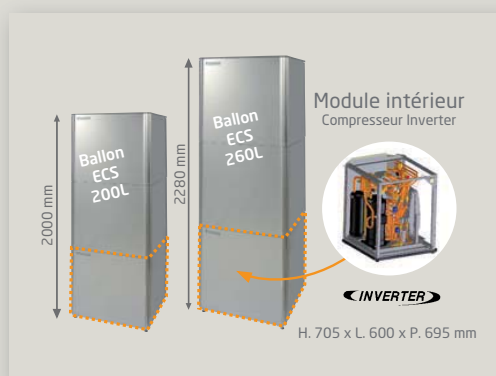 Module intérieur
Compresseur Inverter
Ballon
ECS
200L
Ballon
ECS
260L
2000 mm
2280 mm
INVERTER
H. 705 x L. 600 x P. 695 mm